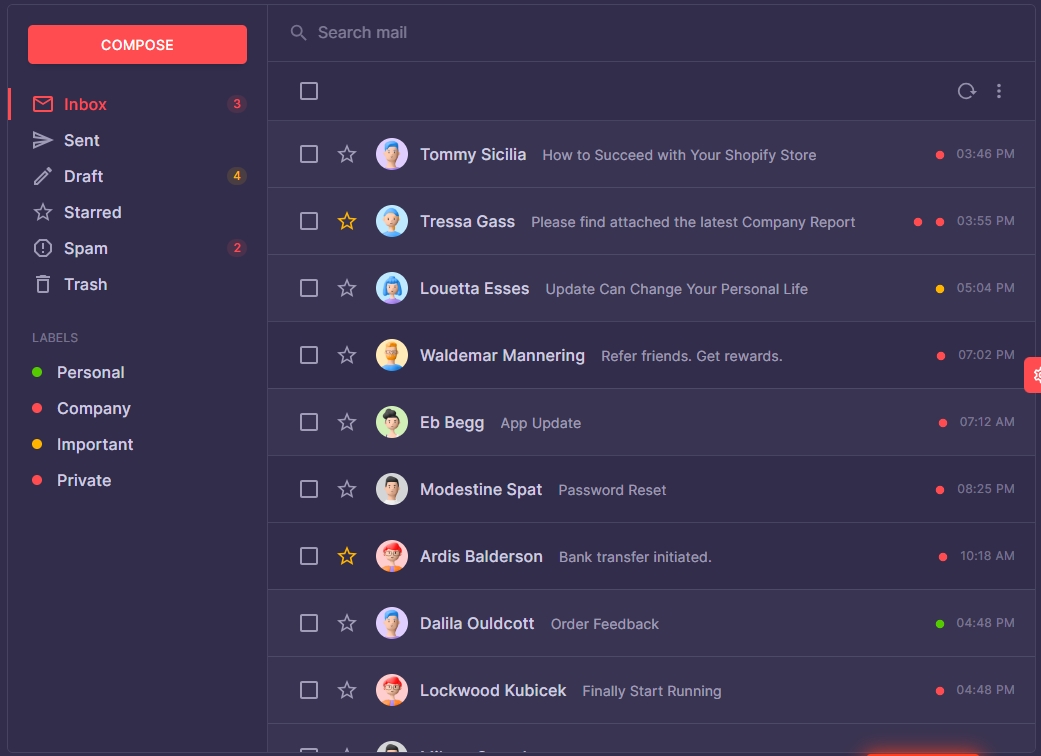 COMPOSE
Search mail
Inbox 3
Sent
Draft 4
Starred
Spam 2
Trash
LABELS
Personal
Company
Important
Private
Tommy Sicilia How to Succeed with Your Shopify Store 03:46 PM
Tressa Gass Please find attached the latest Company Report 03:55 PM
Louetta Esses Update Can Change Your Personal Life 05:04 PM
Waldemar Mannering Refer friends. Get rewards. 07:02 PM
Eb Begg App Update 07:12 AM
Modestine Spat Password Reset 08:25 PM
Ardis Balderson Bank transfer initiated. 10:18 AM
Dalila Ouldcott Order Feedback 04:48 PM
Lockwood Kubicek Finally Start Running 04:48 PM